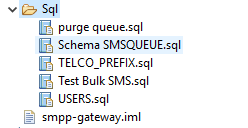 Sql
purge queue.sql
Schema SMSQUEUE.sql
TELCO_PREFIX.sql
Test Bulk SMS.sql
USERS.sql
smpp-gateway.iml